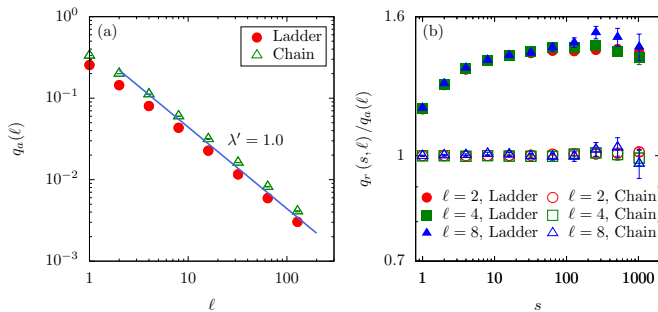 (a)
Ladder
Chain
10^0
10^{-1}
10^{-2}
10^{-3}
q_a(ℓ)
λ′ = 1.0
1 10 100
ℓ
(b)
1.6
1
0.7
q_r (s, ℓ) /q_a(ℓ)
ℓ = 2, Ladder ℓ = 2, Chain
ℓ = 4, Ladder ℓ = 4, Chain
ℓ = 8, Ladder ℓ = 8, Chain
1 10 100 1000
s